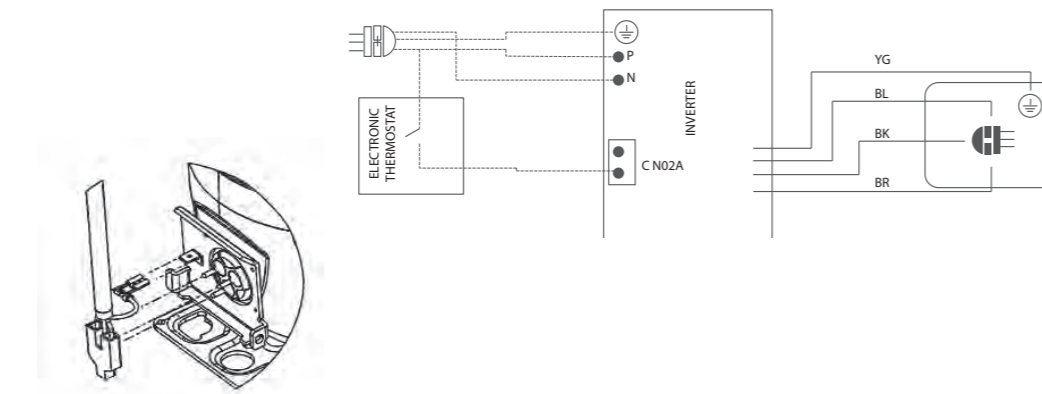 P
N
ELECTRONIC
THERMOSTAT
INVERTER
C N02A
YG
BL
BK
BR